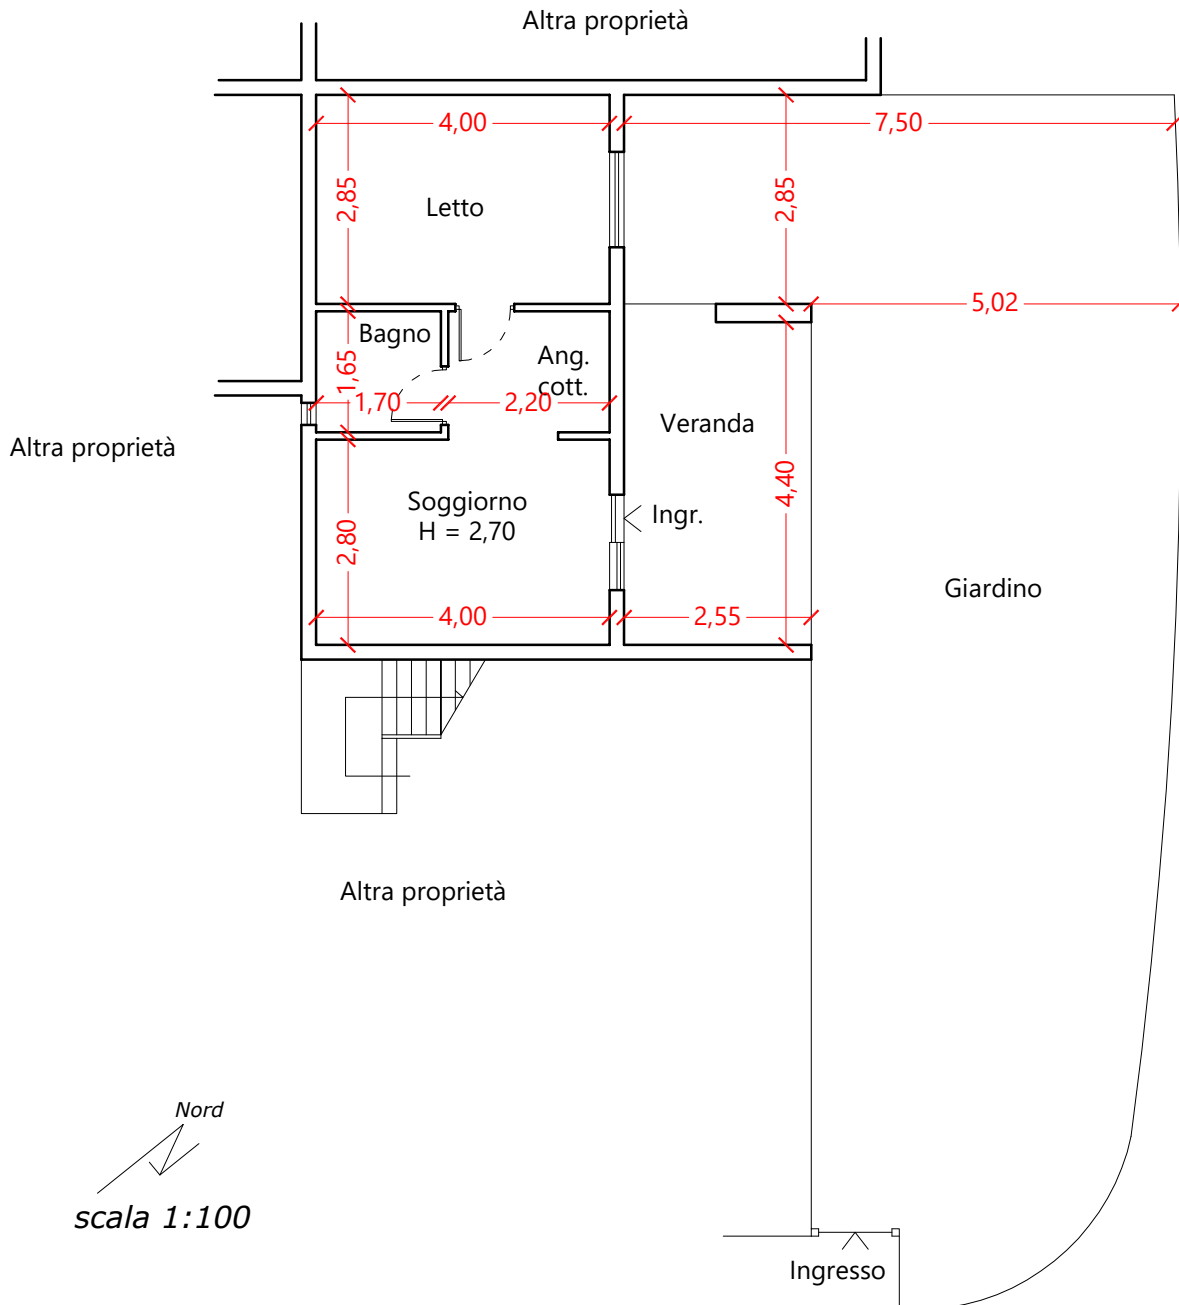 Altra proprietà
4,00
7,50
2,85
Letto
2,85
5,02
Bagno
1,65
Ang.
cott.
1,70
2,20
Veranda
Altra proprietà
4,40
Soggiorno
H = 2,70
Ingr.
2,80
Giardino
4,00
2,55
Altra proprietà
Nord
scala 1:100
Ingresso